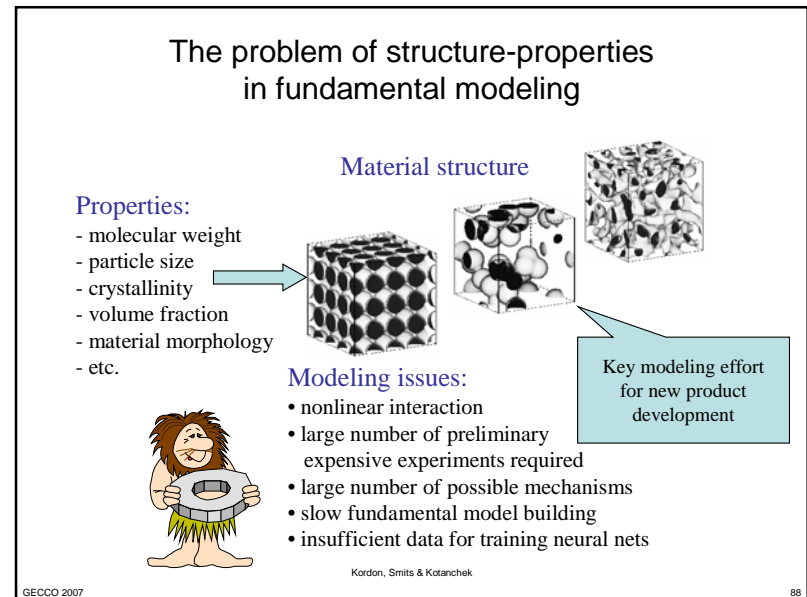 The problem of structure-properties
in fundamental modeling
Material structure
Properties:
- molecular weight
- particle size
- crystallinity
- volume fraction
- material morphology
- etc.
Key modeling effort
for new product
development
Modeling issues:
• nonlinear interaction
• large number of preliminary
expensive experiments required
• large number of possible mechanisms
• slow fundamental model building
• insufficient data for training neural nets
Kordon, Smits & Kotanchek
GECCO 2007
88